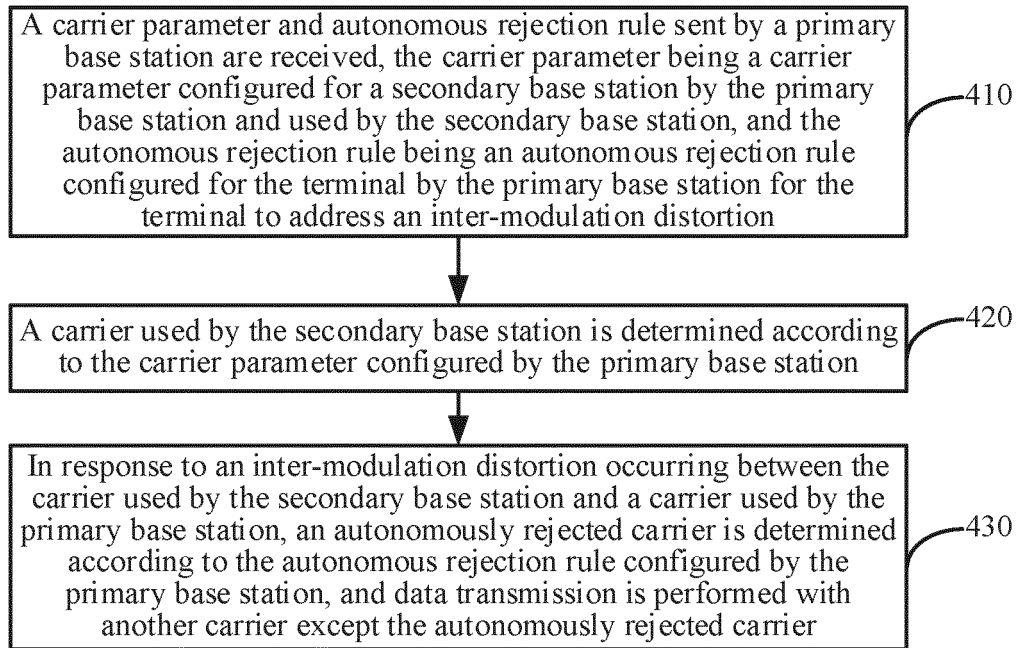 A carrier parameter and autonomous rejection rule sent by a primary
base station are received, the carrier parameter being a carrier
parameter configured for a secondary base station by the primary
base station and used by the secondary base station, and the
autonomous rejection rule being an autonomous rejection rule
configured for the terminal by the primary base station for the
terminal to address an inter-modulation distortion
410
A carrier used by the secondary base station is determined according
to the carrier parameter configured by the primary base station
420
In response to an inter-modulation distortion occurring between the
carrier used by the secondary base station and a carrier used by the
primary base station, an autonomously rejected carrier is determined
according to the autonomous rejection rule configured by the
primary base station, and data transmission is performed with
another carrier except the autonomously rejected carrier
430